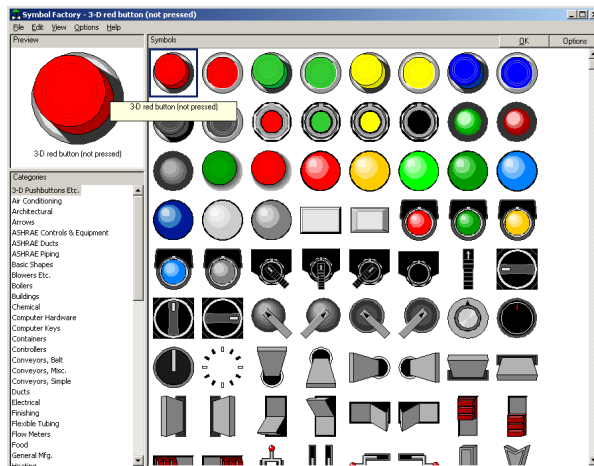 Symbol Factory - 3-D red button (not pressed)
File Edit View Options Help
Preview
3-D red button (not pressed)
3-D red button (not pressed)
Categories
3-D Pushbuttons Etc.
Air Conditioning
Architectural
Arrows
ASHRAE Controls & Equipment
ASHRAE Ducts
ASHRAE Piping
Basic Shapes
Blowers Etc.
Boilers
Buildings
Chemical
Computer Hardware
Computer Keys
Containers
Controllers
Conveyors, Belt
Conveyors, Misc.
Conveyors, Simple
Ducts
Electrical
Finishing
Flexible Tubing
Flow Meters
Food
General Mfg.
Heating
Symbols
OK Options